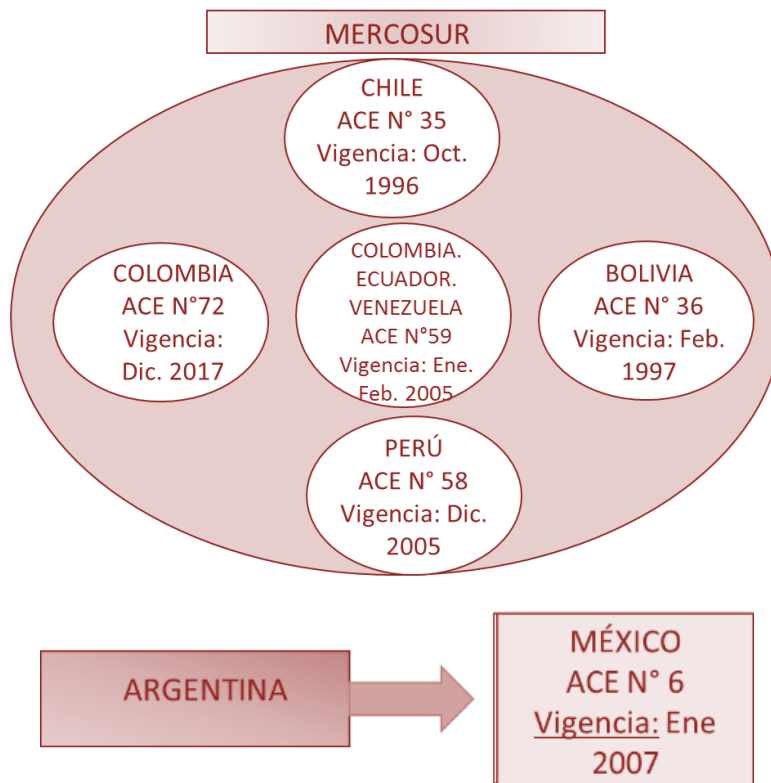 MERCOSUR
CHILE
ACE N° 35
Vigencia: Oct.
1996
COLOMBIA
ACE N°72
Vigencia:
Dic. 2017
COLOMBIA.
ECUADOR.
VENEZUELA
ACE N°59
Vigencia: Ene.
Feb. 2005
BOLIVIA
ACE N° 36
Vigencia: Feb.
1997
PERÚ
ACE N° 58
Vigencia: Dic.
2005
ARGENTINA
MÉXICO
ACE N° 6
Vigencia: Ene
2007